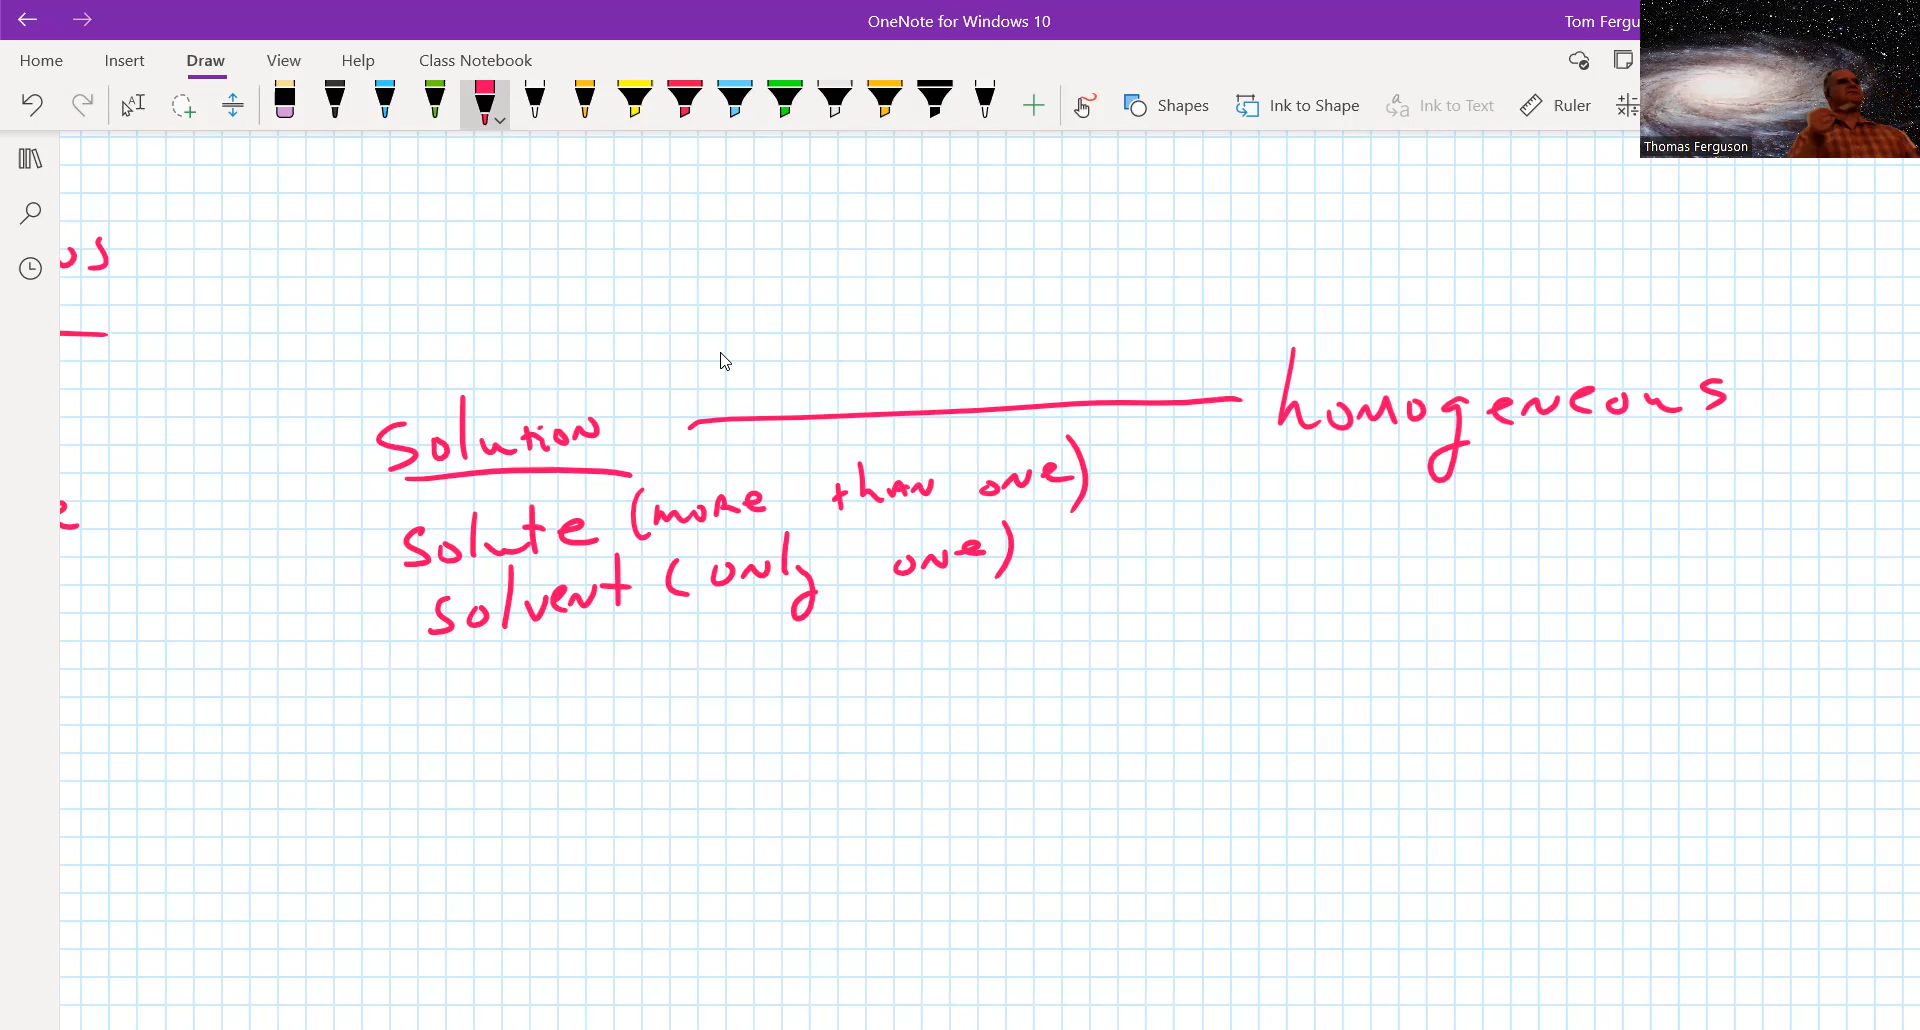 OneNote for Windows 10
Tom Fergu
Home Insert Draw View Help Class Notebook
Shapes Ink to Shape Ink to Text Ruler
Thomas Ferguson
os
solution homogeneous
e
solute (more than one)
solvent (only one)